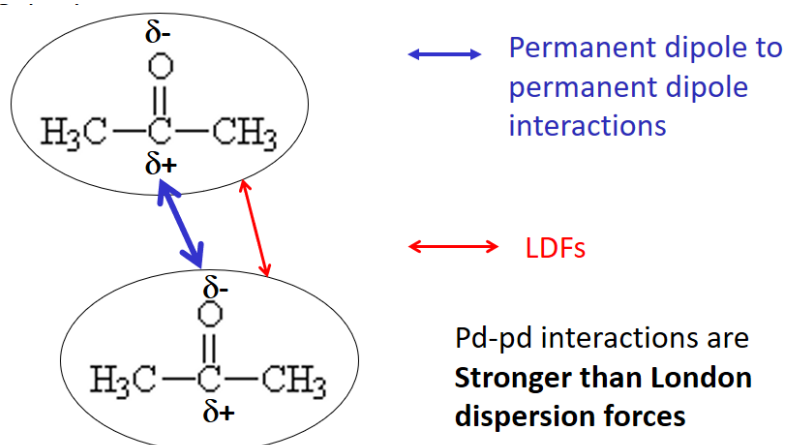 δ-
O
H₃C—C—CH₃
δ+
δ-
O
H₃C—C—CH₃
δ+
Permanent dipole to
permanent dipole
interactions
LDFs
Pd-pd interactions are
Stronger than London
dispersion forces